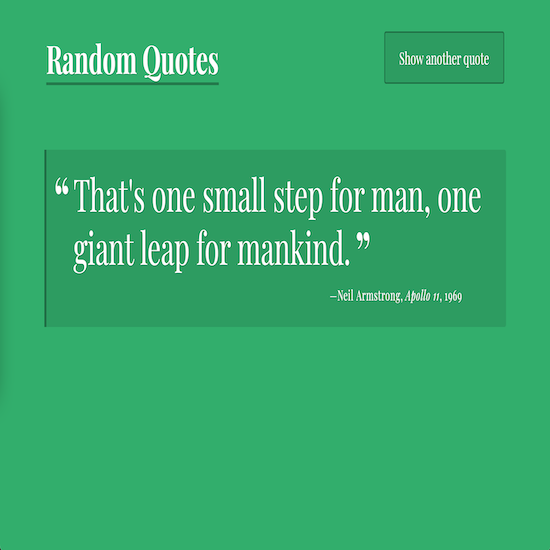 Random Quotes
Show another quote
“That's one small step for man, one
giant leap for mankind.”
—Neil Armstrong, Apollo 11, 1969